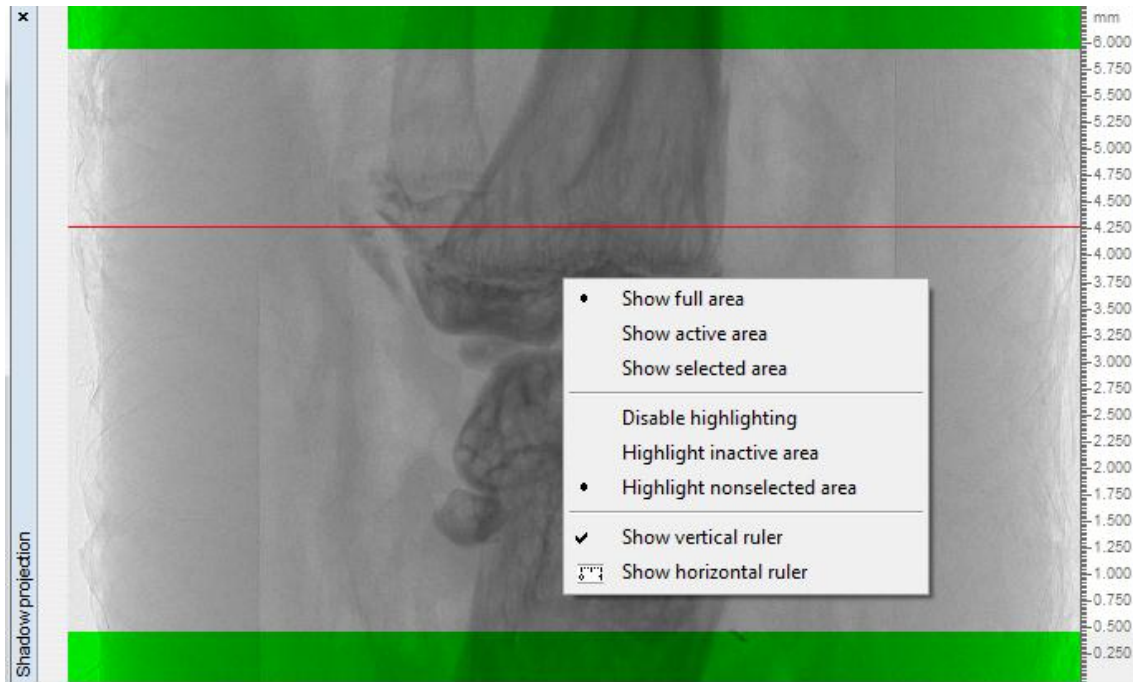 ×
Shadow projection
Show full area
Show active area
Show selected area
Disable highlighting
Highlight inactive area
Highlight nonselected area
Show vertical ruler
Show horizontal ruler
mm
6.000
5.750
5.500
5.250
5.000
4.750
4.500
4.250
4.000
3.750
3.500
3.250
3.000
2.750
2.500
2.250
2.000
1.750
1.500
1.250
1.000
0.750
0.500
0.250